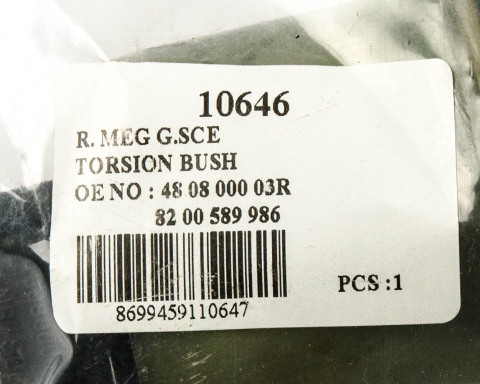 10646
R. MEG G.SCE
TORSION BUSH
OE NO : 48 08 000 03R
82 00 589 986
PCS :1
8699459110647